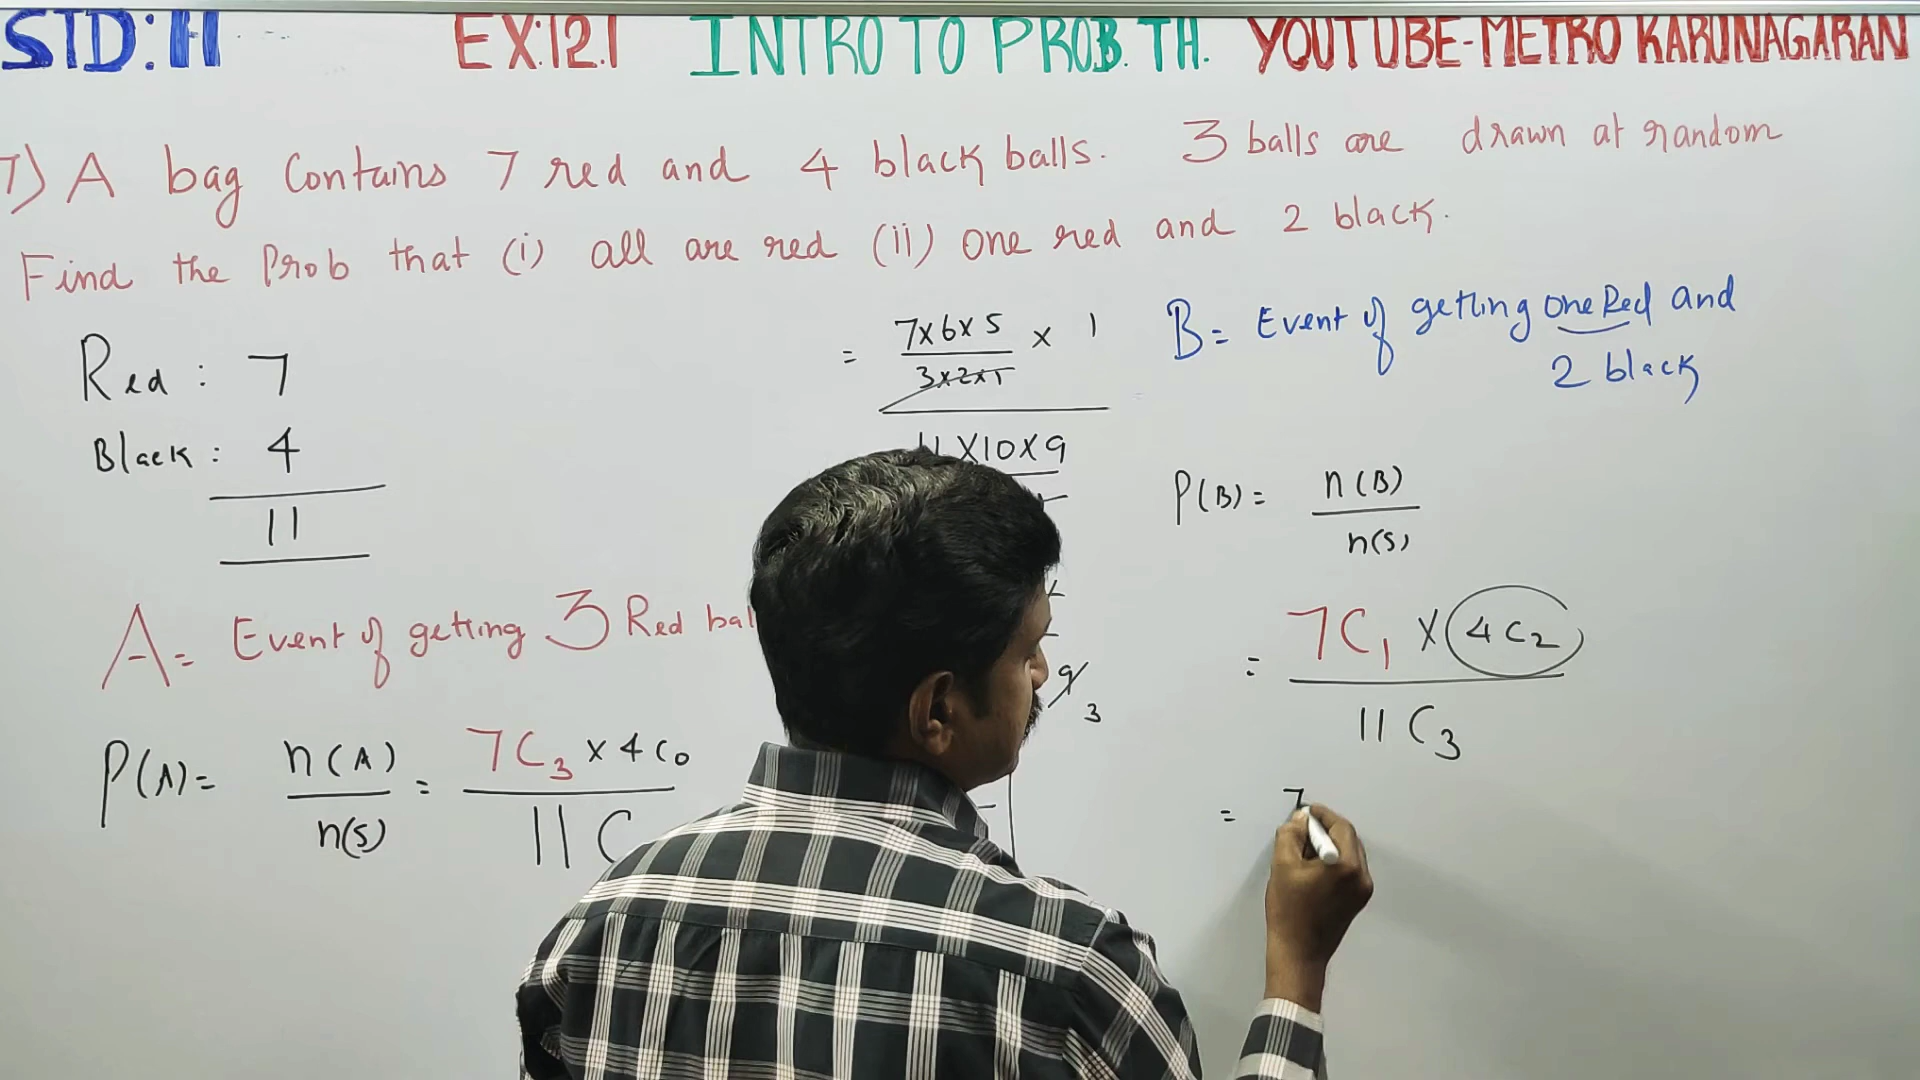 STD:11 EX:12.1 INTRO TO PROB. TH. YOUTUBE-METRO KARUNAGARAN
7) A bag Contains 7 red and 4 black balls. 3 balls are drawn at random
Find the Prob that (i) all are red (ii) one red and 2 black.
Red : 7
Black : 4
11
A = Event of getting 3 Red
P(A) = n(A) / n(S) = 7C3 x 4C0 / 11C
= 7x6x5 / 3x2x1 x 1
11X10X9
9
3
B = Event of getting one Red and
2 black
P(B) = n(B) / n(S)
= 7C1 X 4C2 / 11C3
= 7